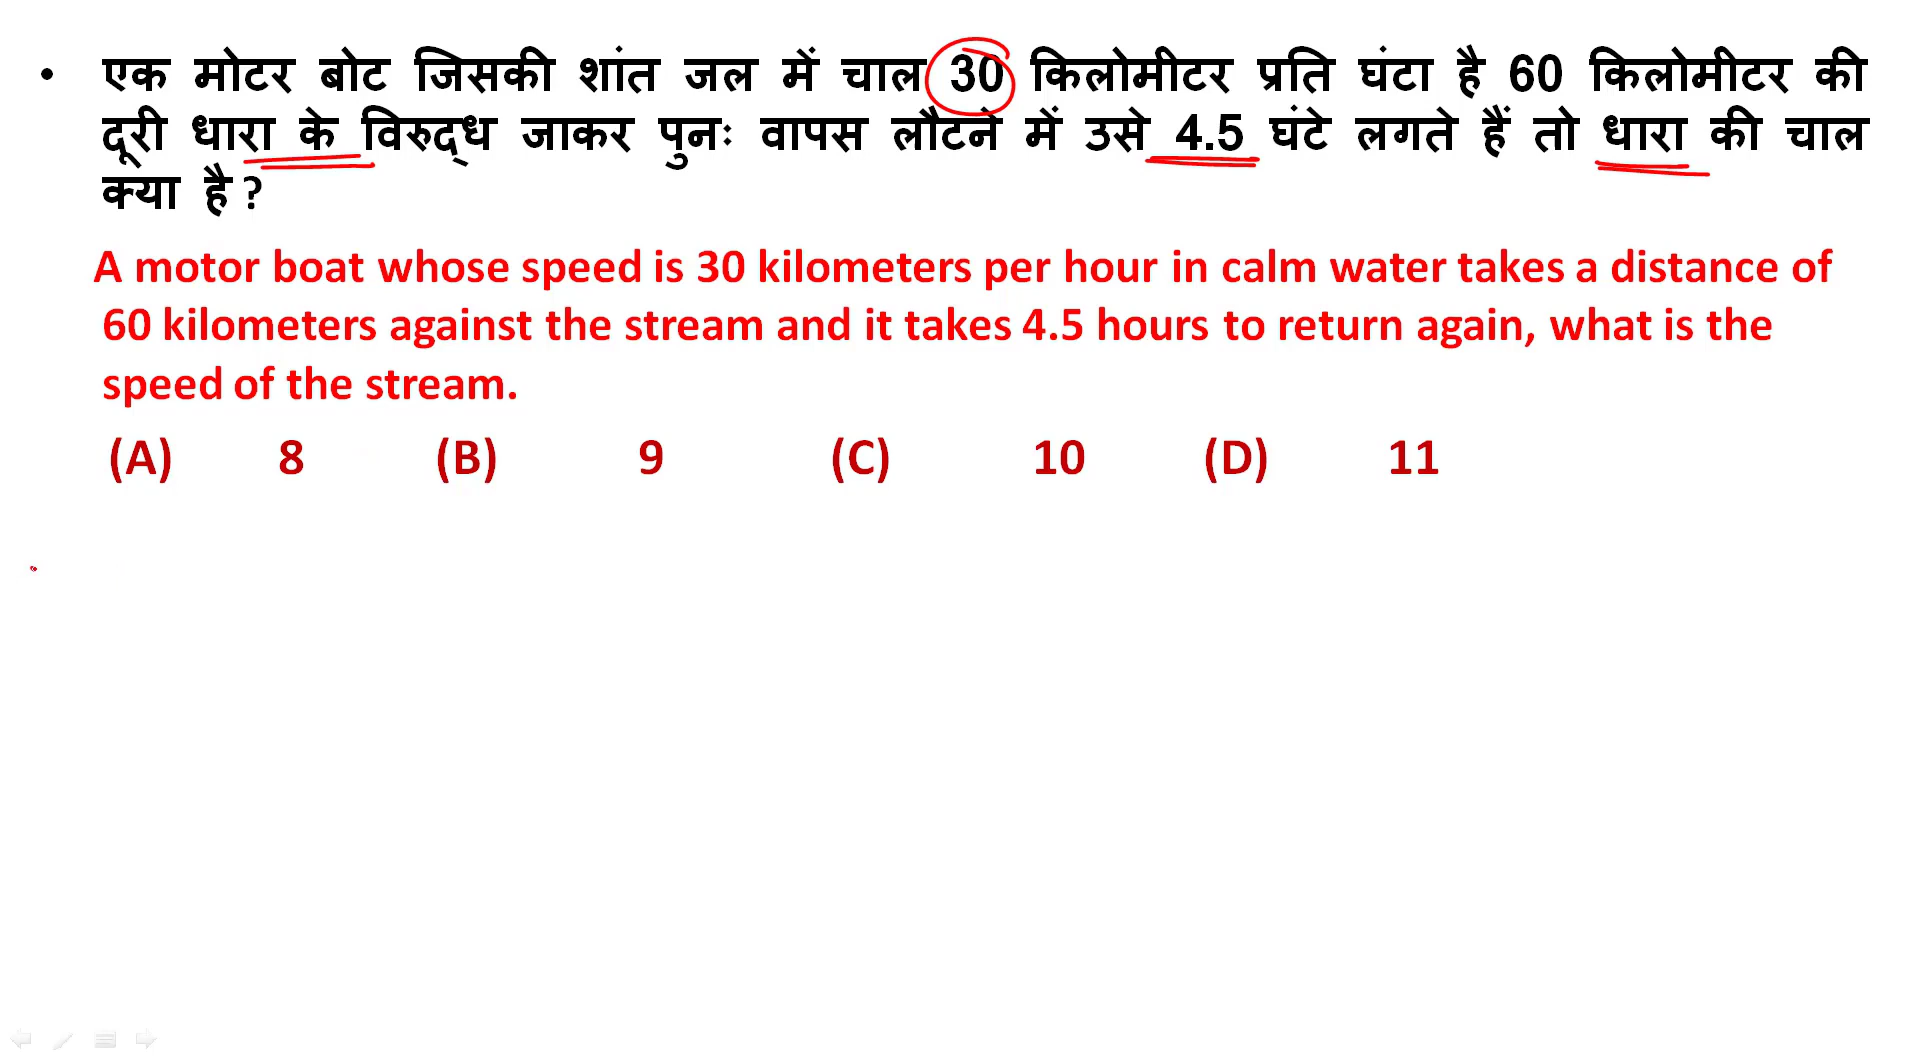 • एक मोटर बोट जिसकी शांत जल में चाल 30 किलोमीटर प्रति घंटा है 60 किलोमीटर की
दूरी धारा के विरुद्ध जाकर पुनः वापस लौटने में उसे 4.5 घंटे लगते हैं तो धारा की चाल
क्या है ?
A motor boat whose speed is 30 kilometers per hour in calm water takes a distance of
60 kilometers against the stream and it takes 4.5 hours to return again, what is the
speed of the stream.
(A) 8 (B) 9 (C) 10 (D) 11